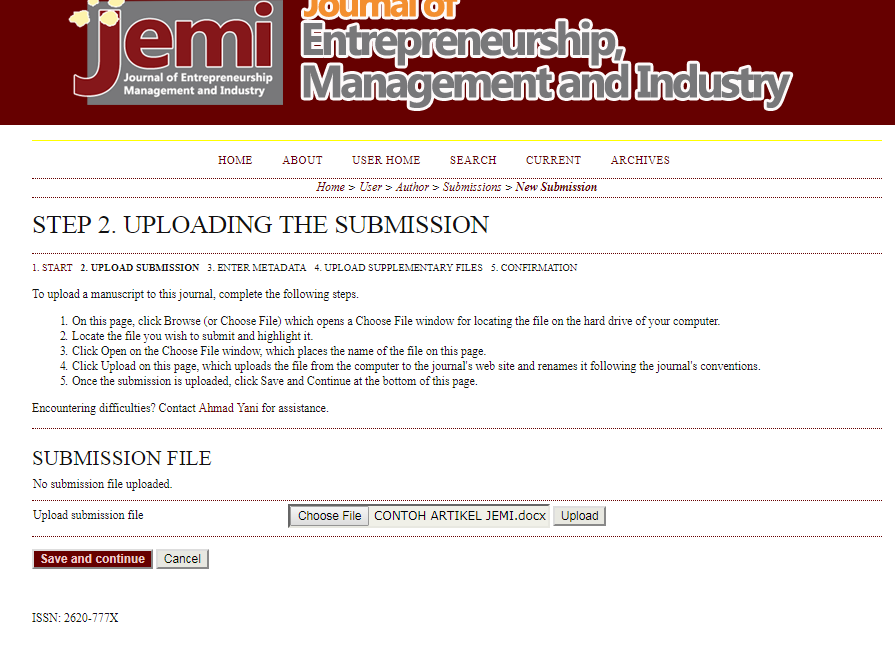 jemi
Journal of Entrepreneurship
Management and Industry
Journal of
Entrepreneurship,
Management and Industry
HOME ABOUT USER HOME SEARCH CURRENT ARCHIVES
Home > User > Author > Submissions > New Submission
STEP 2. UPLOADING THE SUBMISSION
1. START 2. UPLOAD SUBMISSION 3. ENTER METADATA 4. UPLOAD SUPPLEMENTARY FILES 5. CONFIRMATION
To upload a manuscript to this journal, complete the following steps.
1. On this page, click Browse (or Choose File) which opens a Choose File window for locating the file on the hard drive of your computer.
2. Locate the file you wish to submit and highlight it.
3. Click Open on the Choose File window, which places the name of the file on this page.
4. Click Upload on this page, which uploads the file from the computer to the journal's web site and renames it following the journal's conventions.
5. Once the submission is uploaded, click Save and Continue at the bottom of this page.
Encountering difficulties? Contact Ahmad Yani for assistance.
SUBMISSION FILE
No submission file uploaded.
Upload submission file Choose File CONTOH ARTIKEL JEMI.docx Upload
Save and continue Cancel
ISSN: 2620-777X